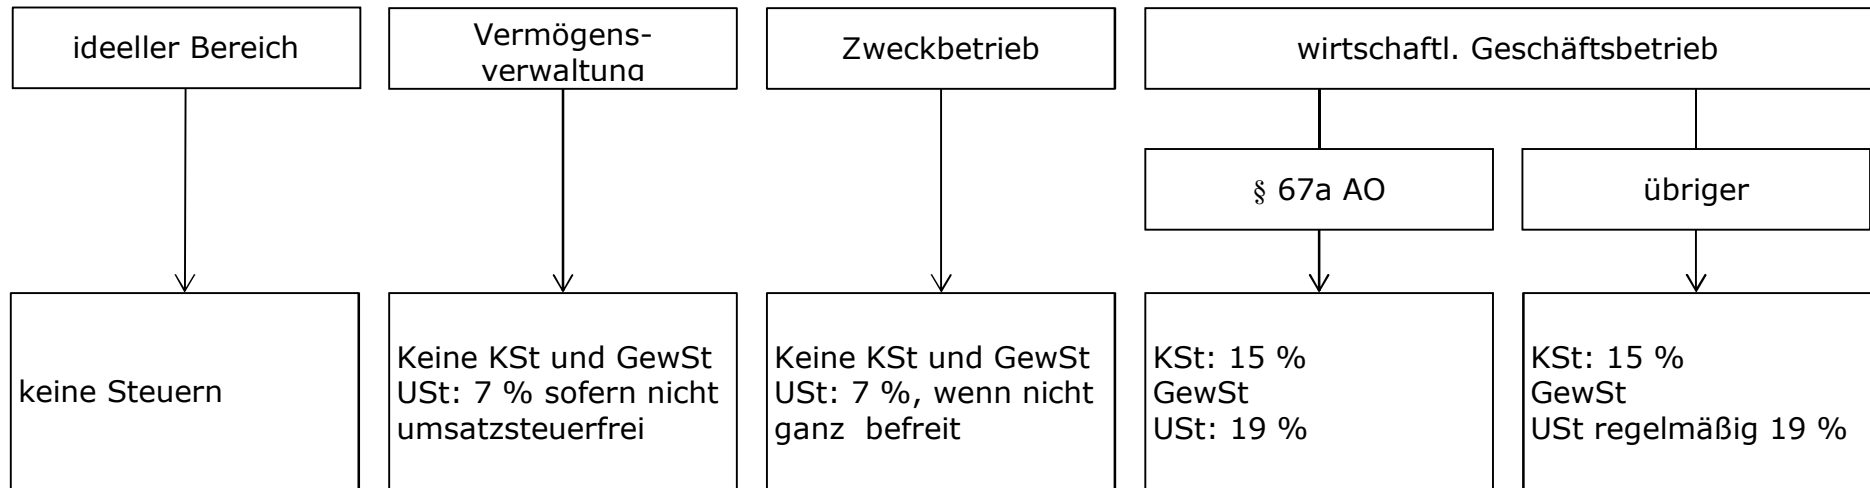 ideeller Bereich
Vermögens-
verwaltung
Zweckbetrieb
wirtschaftl. Geschäftsbetrieb
§ 67a AO
übriger
keine Steuern
Keine KSt und GewSt
USt: 7 % sofern nicht
umsatzsteuerfrei
Keine KSt und GewSt
USt: 7 %, wenn nicht
ganz  befreit
KSt: 15 %
GewSt
USt: 19 %
KSt: 15 %
GewSt
USt regelmäßig 19 %